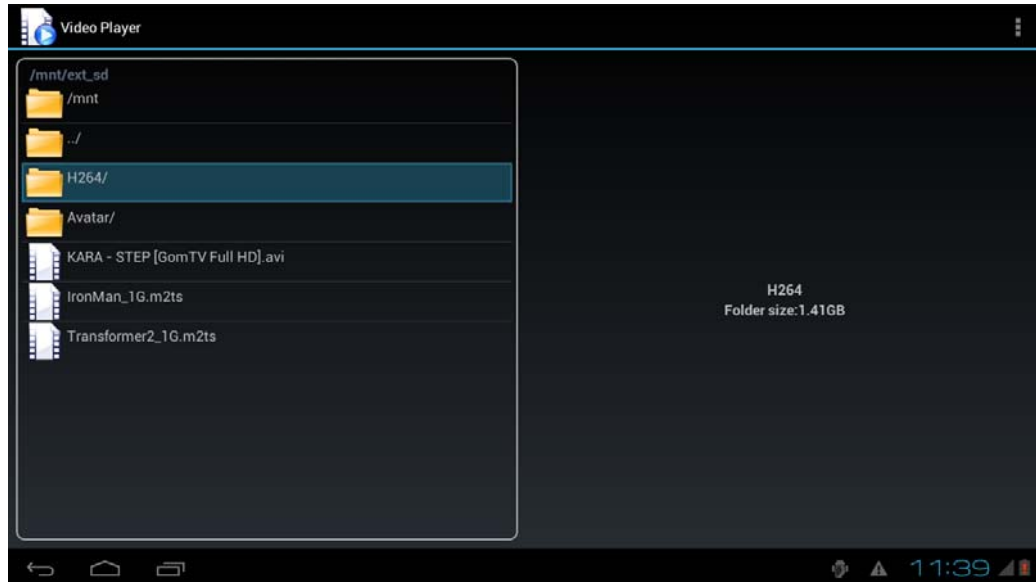 Video Player
/mnt/ext_sd
/mnt
../
H264/
Avatar/
KARA - STEP [GomTV Full HD].avi
IronMan_1G.m2ts
Transformer2_1G.m2ts
H264
Folder size:1.41GB
11:39